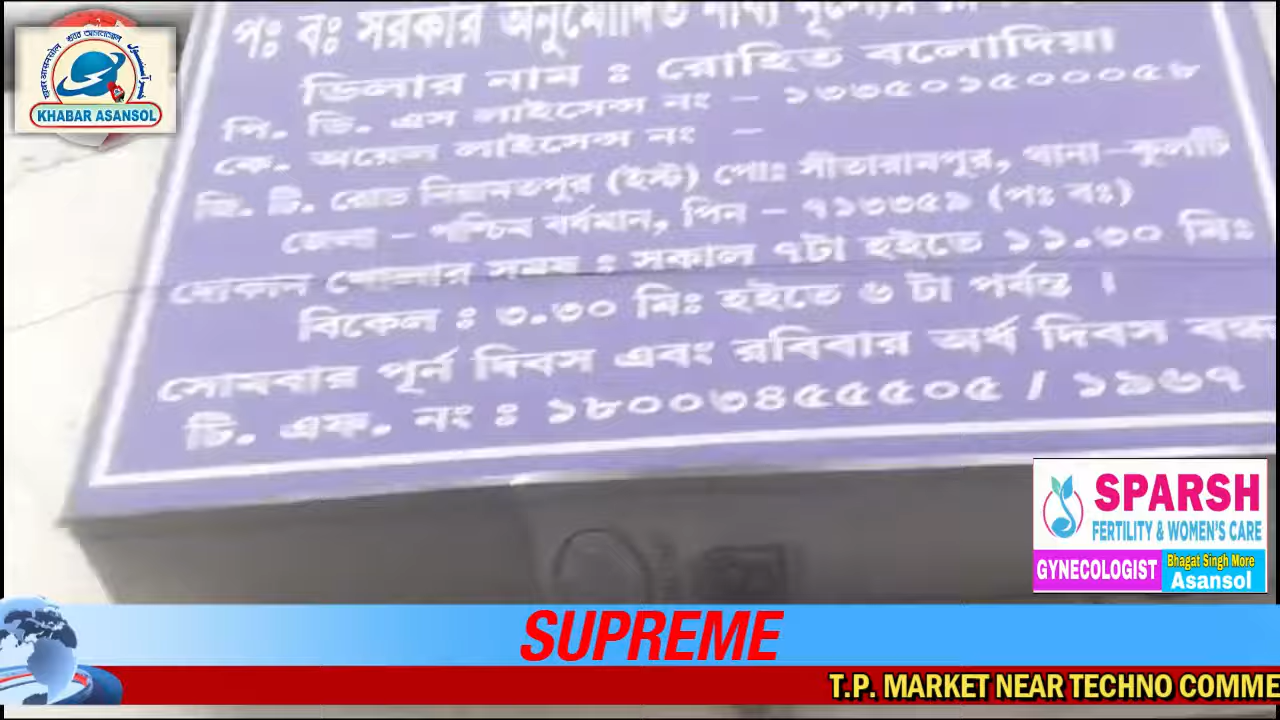 পঃ বঃ সরকার অনুমোদিত ন্যায্য মূল্যের
ডিলার নাম : রোহিত বলোদিয়া
পি. ডি. এস লাইসেন্স নং - ১৩৩৫০১৫০০০৫৮
কে. অয়েল লাইসেন্স নং -
জি. টি. রোড নিয়ামতপুর (ইস্ট) পোঃ সীতারামপুর, থানা-কুলটি
জেলা - পশ্চিম বর্ধমান, পিন - ৭১৩৩৫৯ (পঃ বঃ)
দোকান খোলার সময় : সকাল ৭টা হইতে ১১.৩০ মিঃ
বিকেল : ৩.৩০ মিঃ হইতে ৬ টা পর্যন্ত ।
সোমবার পূর্ন দিবস এবং রবিবার অর্ধ দিবস বন্ধ
টি. এফ. নং : ১৮০০৩৪৫৫৫০৫ / ১৯৬৭
KHABAR ASANSOL
SPARSH
FERTILITY & WOMEN'S CARE
GYNECOLOGIST
Bhagat Singh More
Asansol
SUPREME
T.P. MARKET NEAR TECHNO COMME